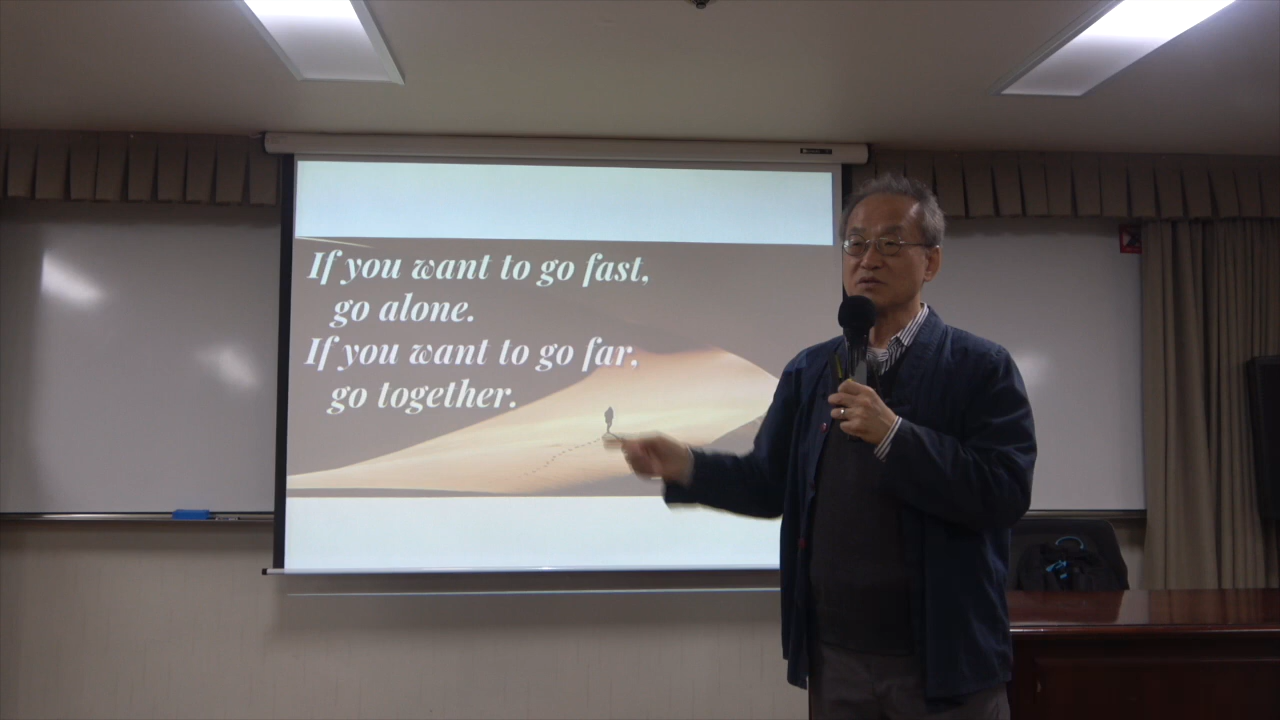 If you want to go fast,
go alone.
If you want to go far,
go together.